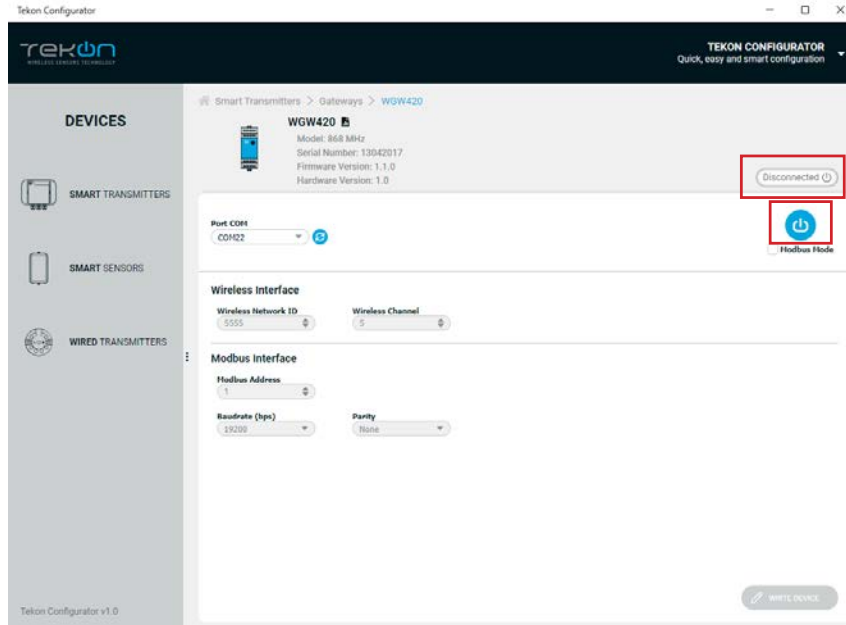 Tekon Configurator
TEKON
WIRELESS SENSORS TECHNOLOGY
TEKON CONFIGURATOR
Quick, easy and smart configuration
DEVICES
SMART TRANSMITTERS
SMART SENSORS
WIRED TRANSMITTERS
Tekon Configurator v1.0
Smart Transmitters > Gateways > WGW420
WGW420
Model: 868 MHz
Serial Number: 13042017
Firmware Version: 1.1.0
Hardware Version: 1.0
Disconnected
Port COM
COM22
Modbus Mode
Wireless Interface
Wireless Network ID Wireless Channel
5555 5
Modbus Interface
Modbus Address
1
Baudrate (bps) Parity
19200 None
WRITE DEVICE